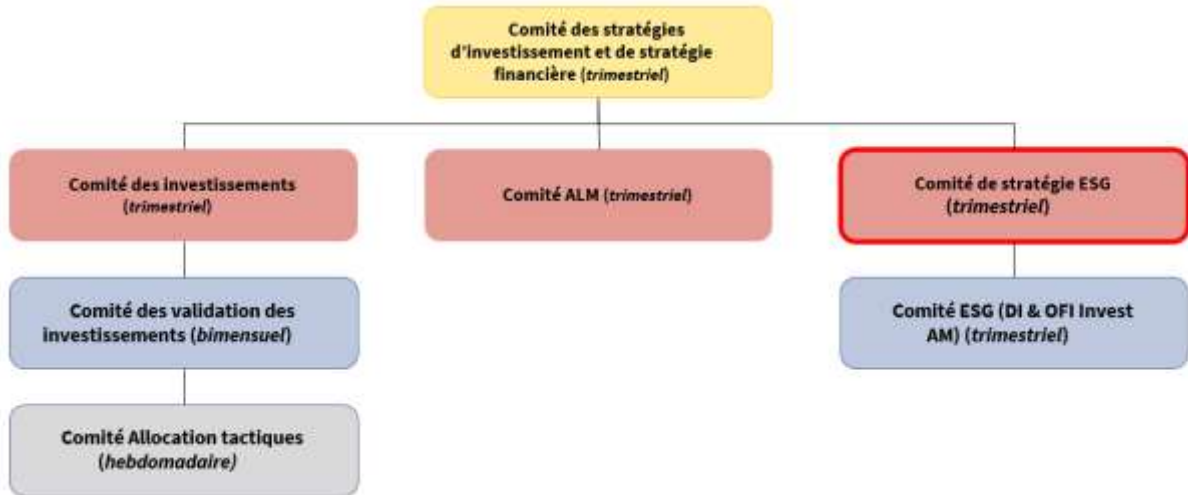 Comité des stratégies
d'investissement et de stratégie
financière (trimestriel)
Comité des investissements
(trimestriel)
Comité ALM (trimestriel)
Comité de stratégie ESG
(trimestriel)
Comité des validation des
investissements (bimensuel)
Comité ESG (DI & OFI Invest
AM) (trimestriel)
Comité Allocation tactiques
(hebdomadaire)